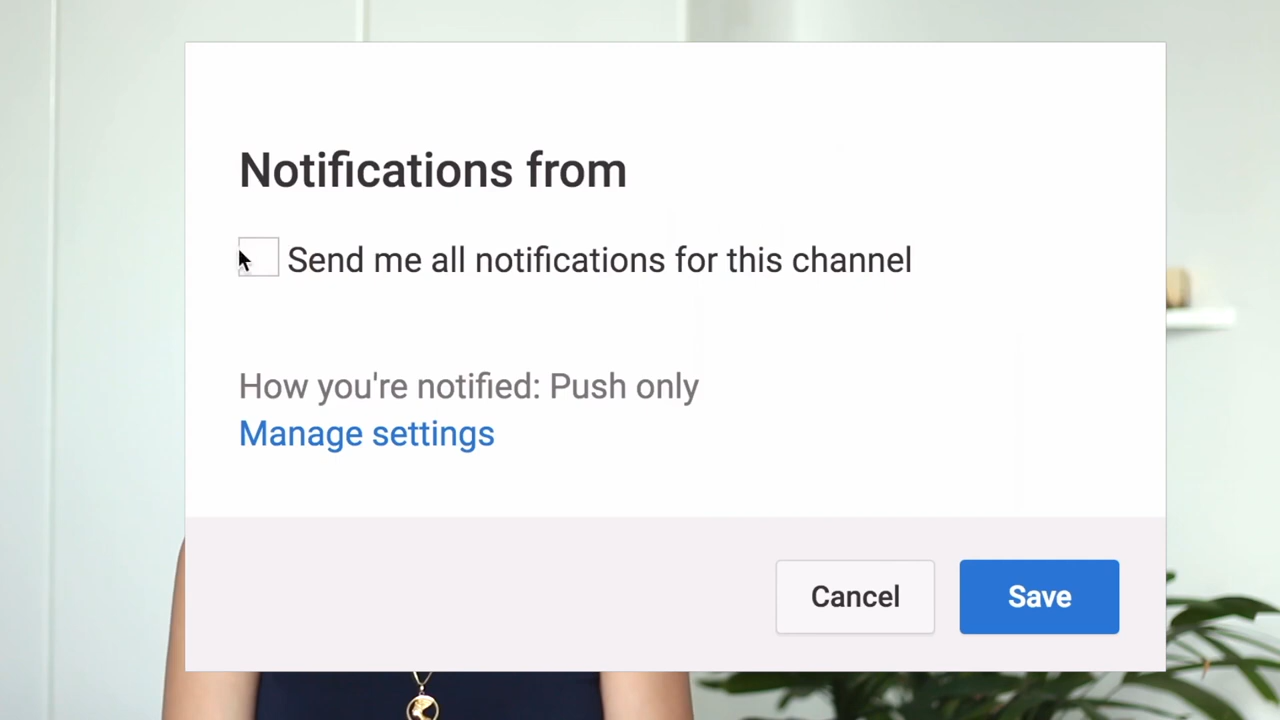 Notifications from
Send me all notifications for this channel
How you're notified: Push only
Manage settings
Cancel
Save